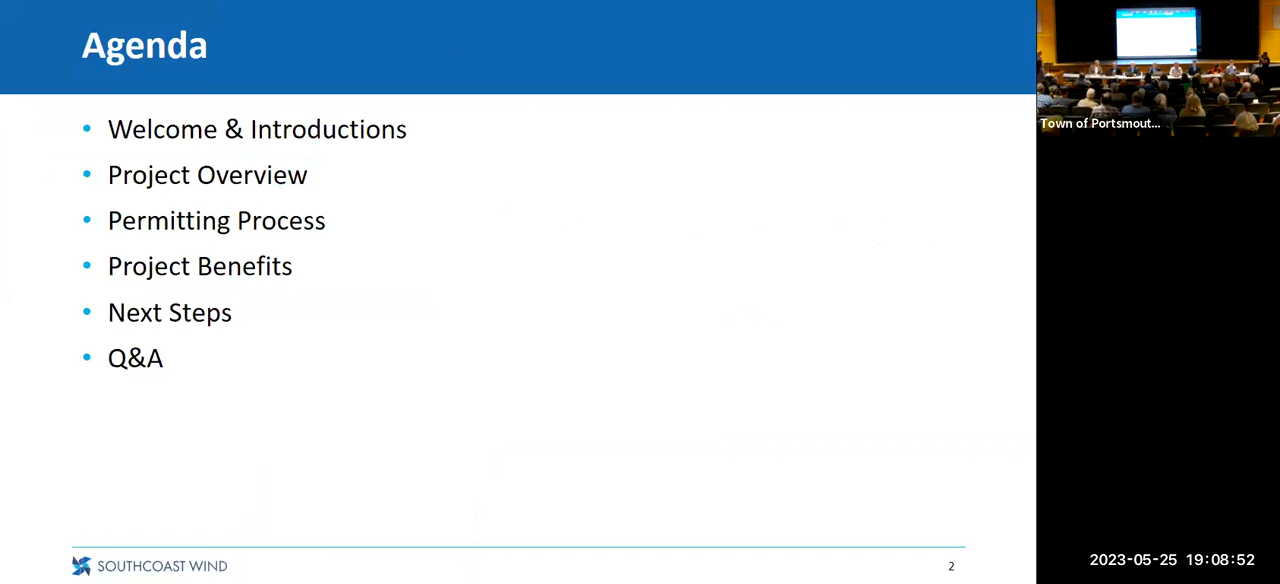 Agenda
• Welcome & Introductions
• Project Overview
• Permitting Process
• Project Benefits
• Next Steps
• Q&A
SOUTHCOAST WIND
2
Town of Portsmout...
2023-05-25 19:08:52